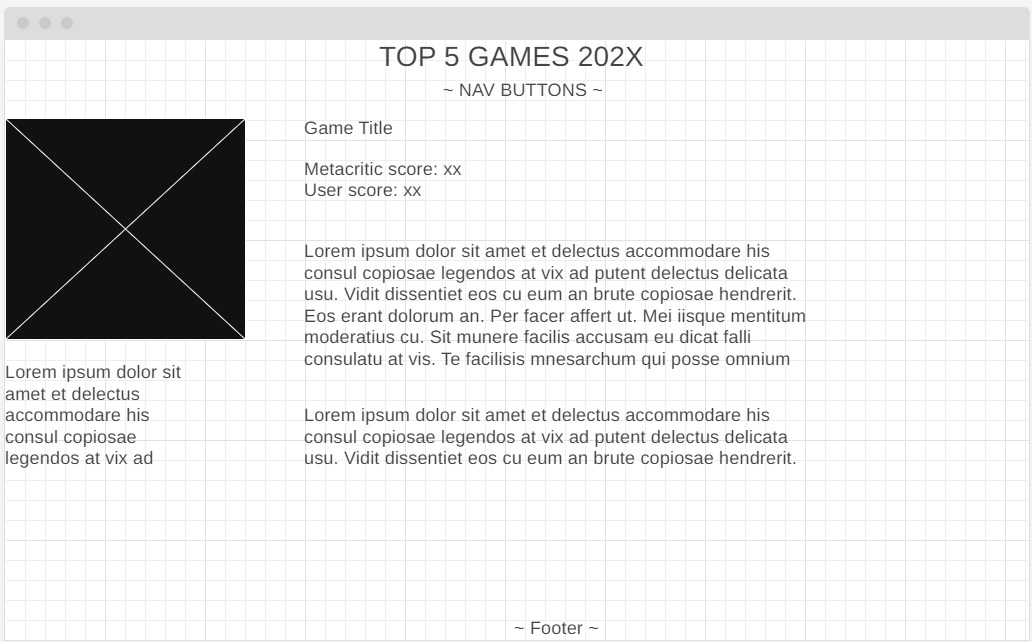 TOP 5 GAMES 202X
~ NAV BUTTONS ~
Game Title
Metacritic score: xx
User score: xx
Lorem ipsum dolor sit amet et delectus accommodare his
consul copiosae legendos at vix ad putent delectus delicata
usu. Vidit dissentiet eos cu eum an brute copiosae hendrerit.
Eos erant dolorum an. Per facer affert ut. Mei iisque mentitum
moderatius cu. Sit munere facilis accusam eu dicat falli
consulatu at vis. Te facilisis mnesarchum qui posse omnium
Lorem ipsum dolor sit
amet et delectus
accommodare his
consul copiosae
legendos at vix ad
Lorem ipsum dolor sit amet et delectus accommodare his
consul copiosae legendos at vix ad putent delectus delicata
usu. Vidit dissentiet eos cu eum an brute copiosae hendrerit.
~ Footer ~